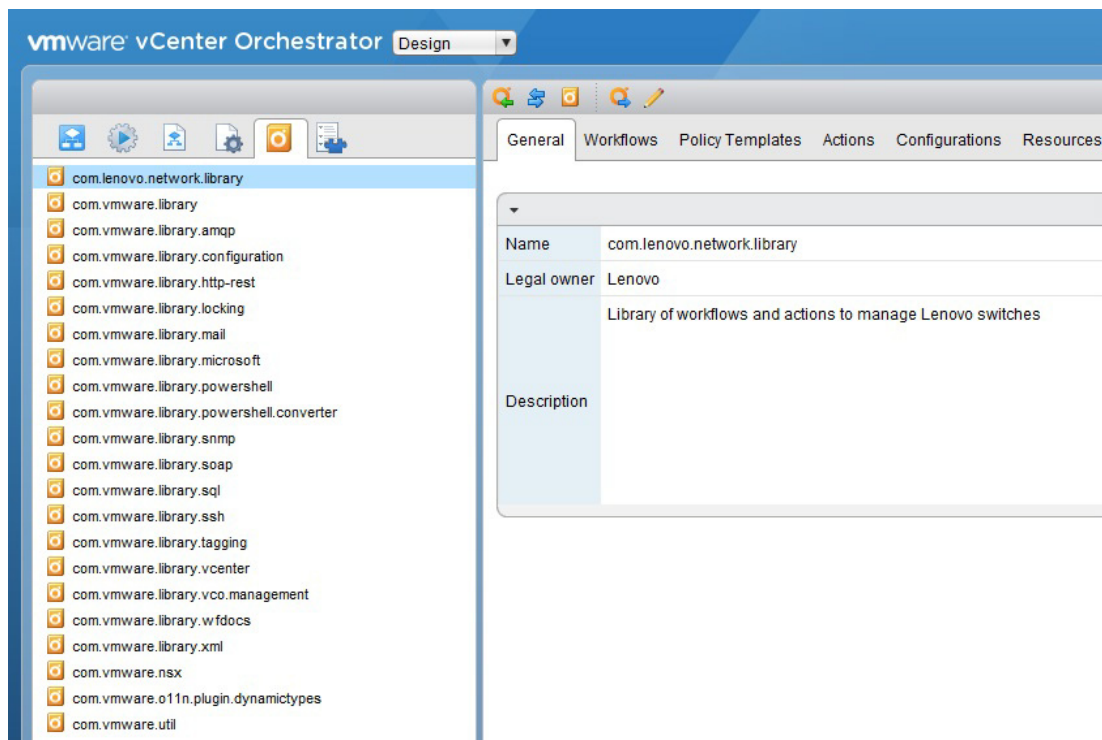 vmware vCenter Orchestrator Design
com.lenovo.network.library
com.vmware.library
com.vmware.library.amqp
com.vmware.library.configuration
com.vmware.library.http-rest
com.vmware.library.locking
com.vmware.library.mail
com.vmware.library.microsoft
com.vmware.library.powershell
com.vmware.library.powershell.converter
com.vmware.library.snmp
com.vmware.library.soap
com.vmware.library.sql
com.vmware.library.ssh
com.vmware.library.tagging
com.vmware.library.vcenter
com.vmware.library.vco.management
com.vmware.library.wfdocs
com.vmware.library.xml
com.vmware.nsx
com.vmware.o11n.plugin.dynamictypes
com.vmware.util
General Workflows Policy Templates Actions Configurations Resources
Name com.lenovo.network.library
Legal owner Lenovo
Library of workflows and actions to manage Lenovo switches
Description